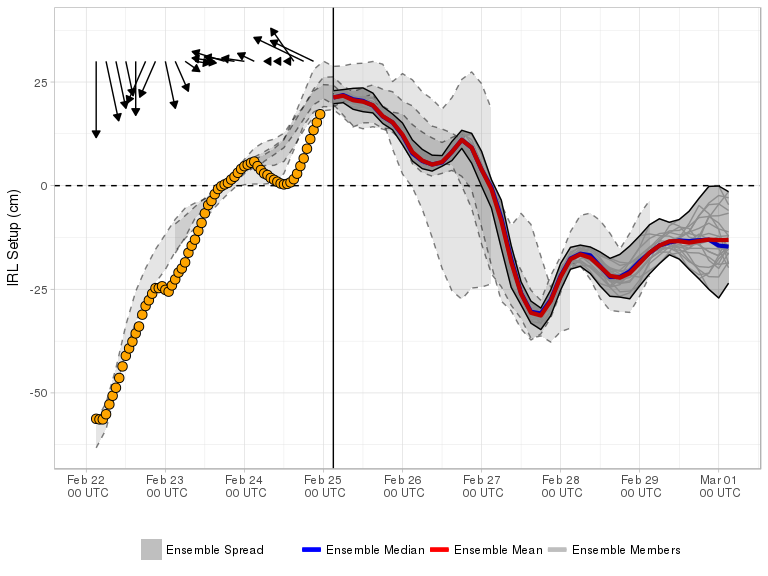 IRL Setup (cm)
25
0
-25
-50
Feb 22 Feb 23 Feb 24 Feb 25 Feb 26 Feb 27 Feb 28 Feb 29 Mar 01
00 UTC 00 UTC 00 UTC 00 UTC 00 UTC 00 UTC 00 UTC 00 UTC 00 UTC
Ensemble Spread Ensemble Median Ensemble Mean Ensemble Members